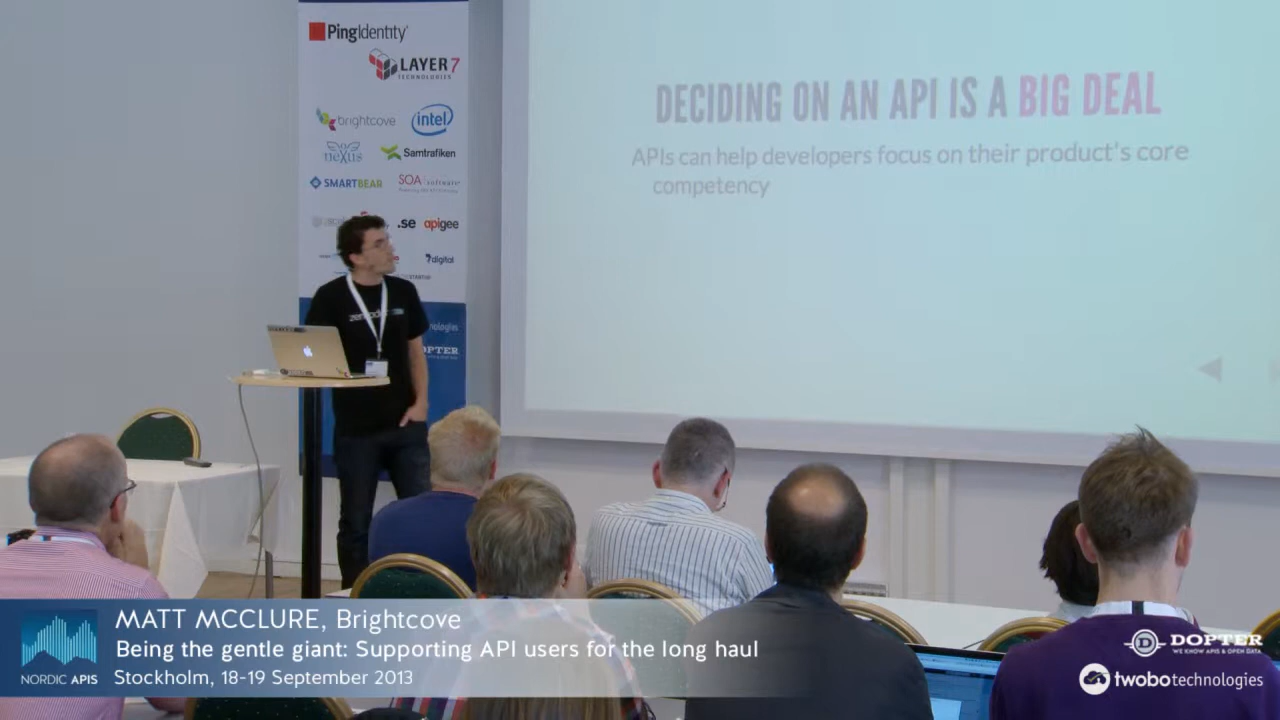 PingIdentity
LAYER 7
TECHNOLOGIES
brightcove
intel
neXus
Samtrafiken
SMARTBEAR
SOA software
.se
apigee
7digital
DECIDING ON AN API IS A BIG DEAL
APIs can help developers focus on their product's core
competency
MATT MCCLURE, Brightcove
Being the gentle giant: Supporting API users for the long haul
Stockholm, 18-19 September 2013
NORDIC APIS
DOPTER
WE KNOW APIS & OPEN DATA
twobotechnologies